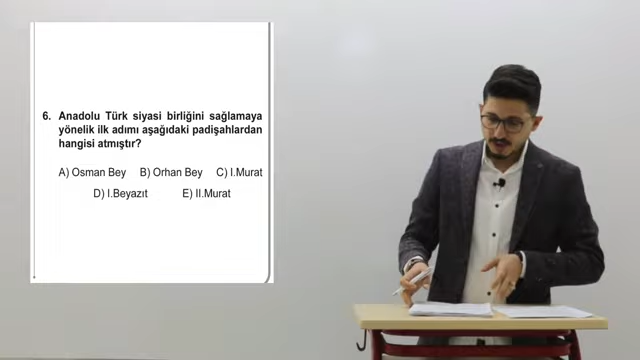 6. Anadolu Türk siyasi birliğini sağlamaya
yönelik ilk adımı aşağıdaki padişahlardan
hangisi atmıştır?
A) Osman Bey B) Orhan Bey C) I.Murat
D) I.Beyazıt E) II.Murat